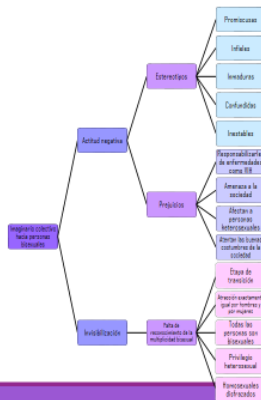 Promiscuas
Infieles
Inmaduras
Confundidas
Inestables
Estereotipos
Actitud negativa
Responsabilizarles
de enfermedades
como VIH
Amenaza a la
sociedad
Afectan a
personas
heterosexuales
Atentan las buenas
costumbres de la
sociedad
Prejuicios
Imaginario colectivo
hacia personas
bisexuales
Etapa de
transición
Atracción exactamente
igual por hombres y
por mujeres
Todas las
personas son
bisexuales
Privilegio
heterosexual
Homosexuales
disfrazados
Invisibilización
Falta de
reconocimiento de la
multiplicidad bisexual